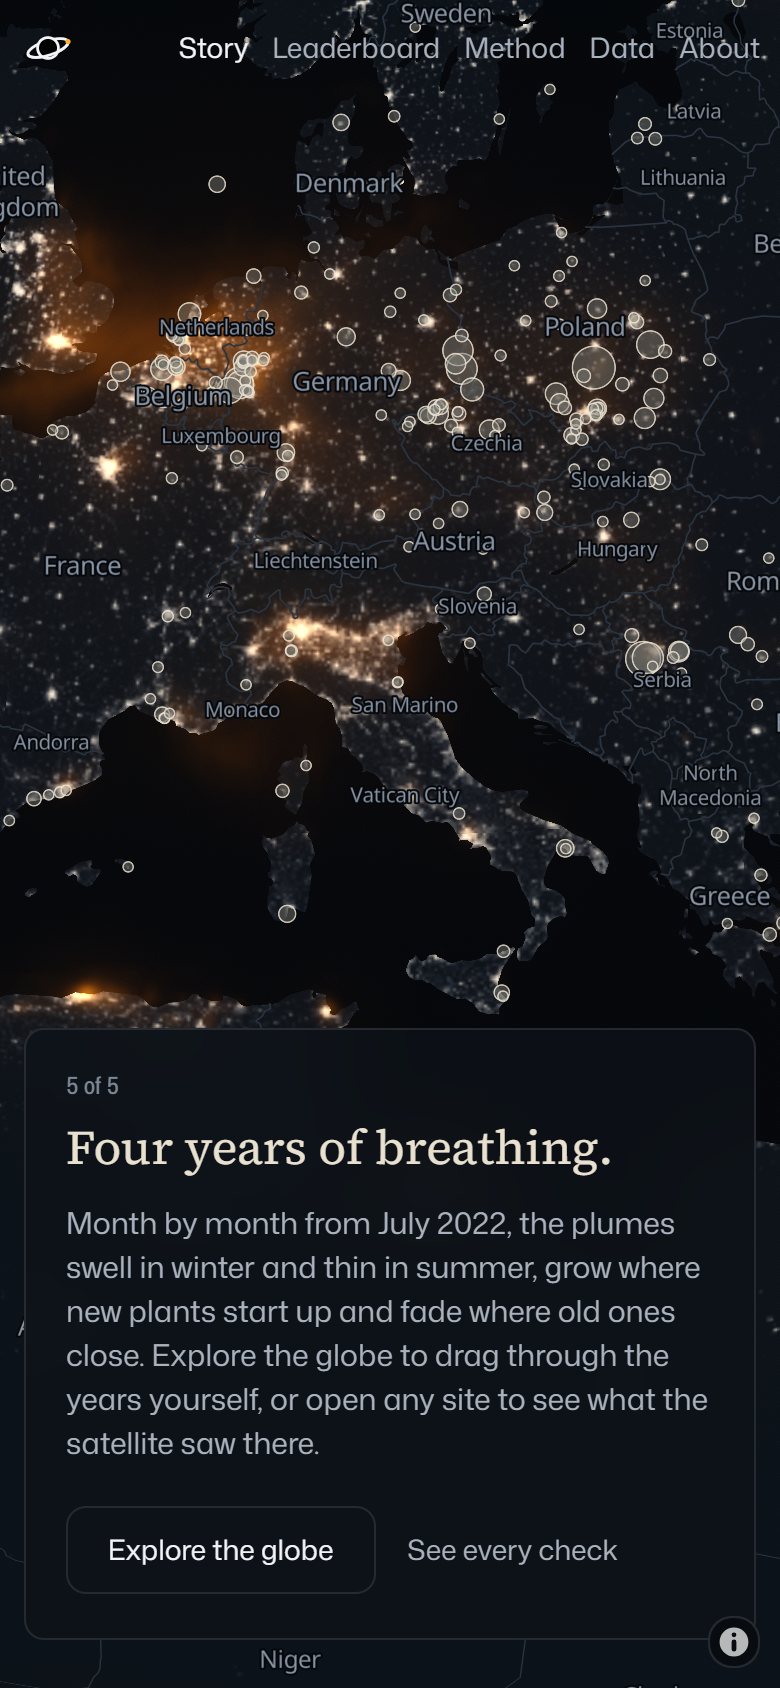 Sweden
Estonia
Story Leaderboard Method Data About
Latvia
ited
gdom
Denmark
Lithuania
Be
Netherlands
Poland
Belgium
Germany
Luxembourg
Czechia
Slovakia
France
Liechtenstein
Austria
Hungary
Rom
Slovenia
Serbia
Monaco
San Marino
Andorra
Vatican City
North
Macedonia
Greece
5 of 5
Four years of breathing.
Month by month from July 2022, the plumes
swell in winter and thin in summer, grow where
new plants start up and fade where old ones
close. Explore the globe to drag through the
years yourself, or open any site to see what the
satellite saw there.
Explore the globe See every check
Niger